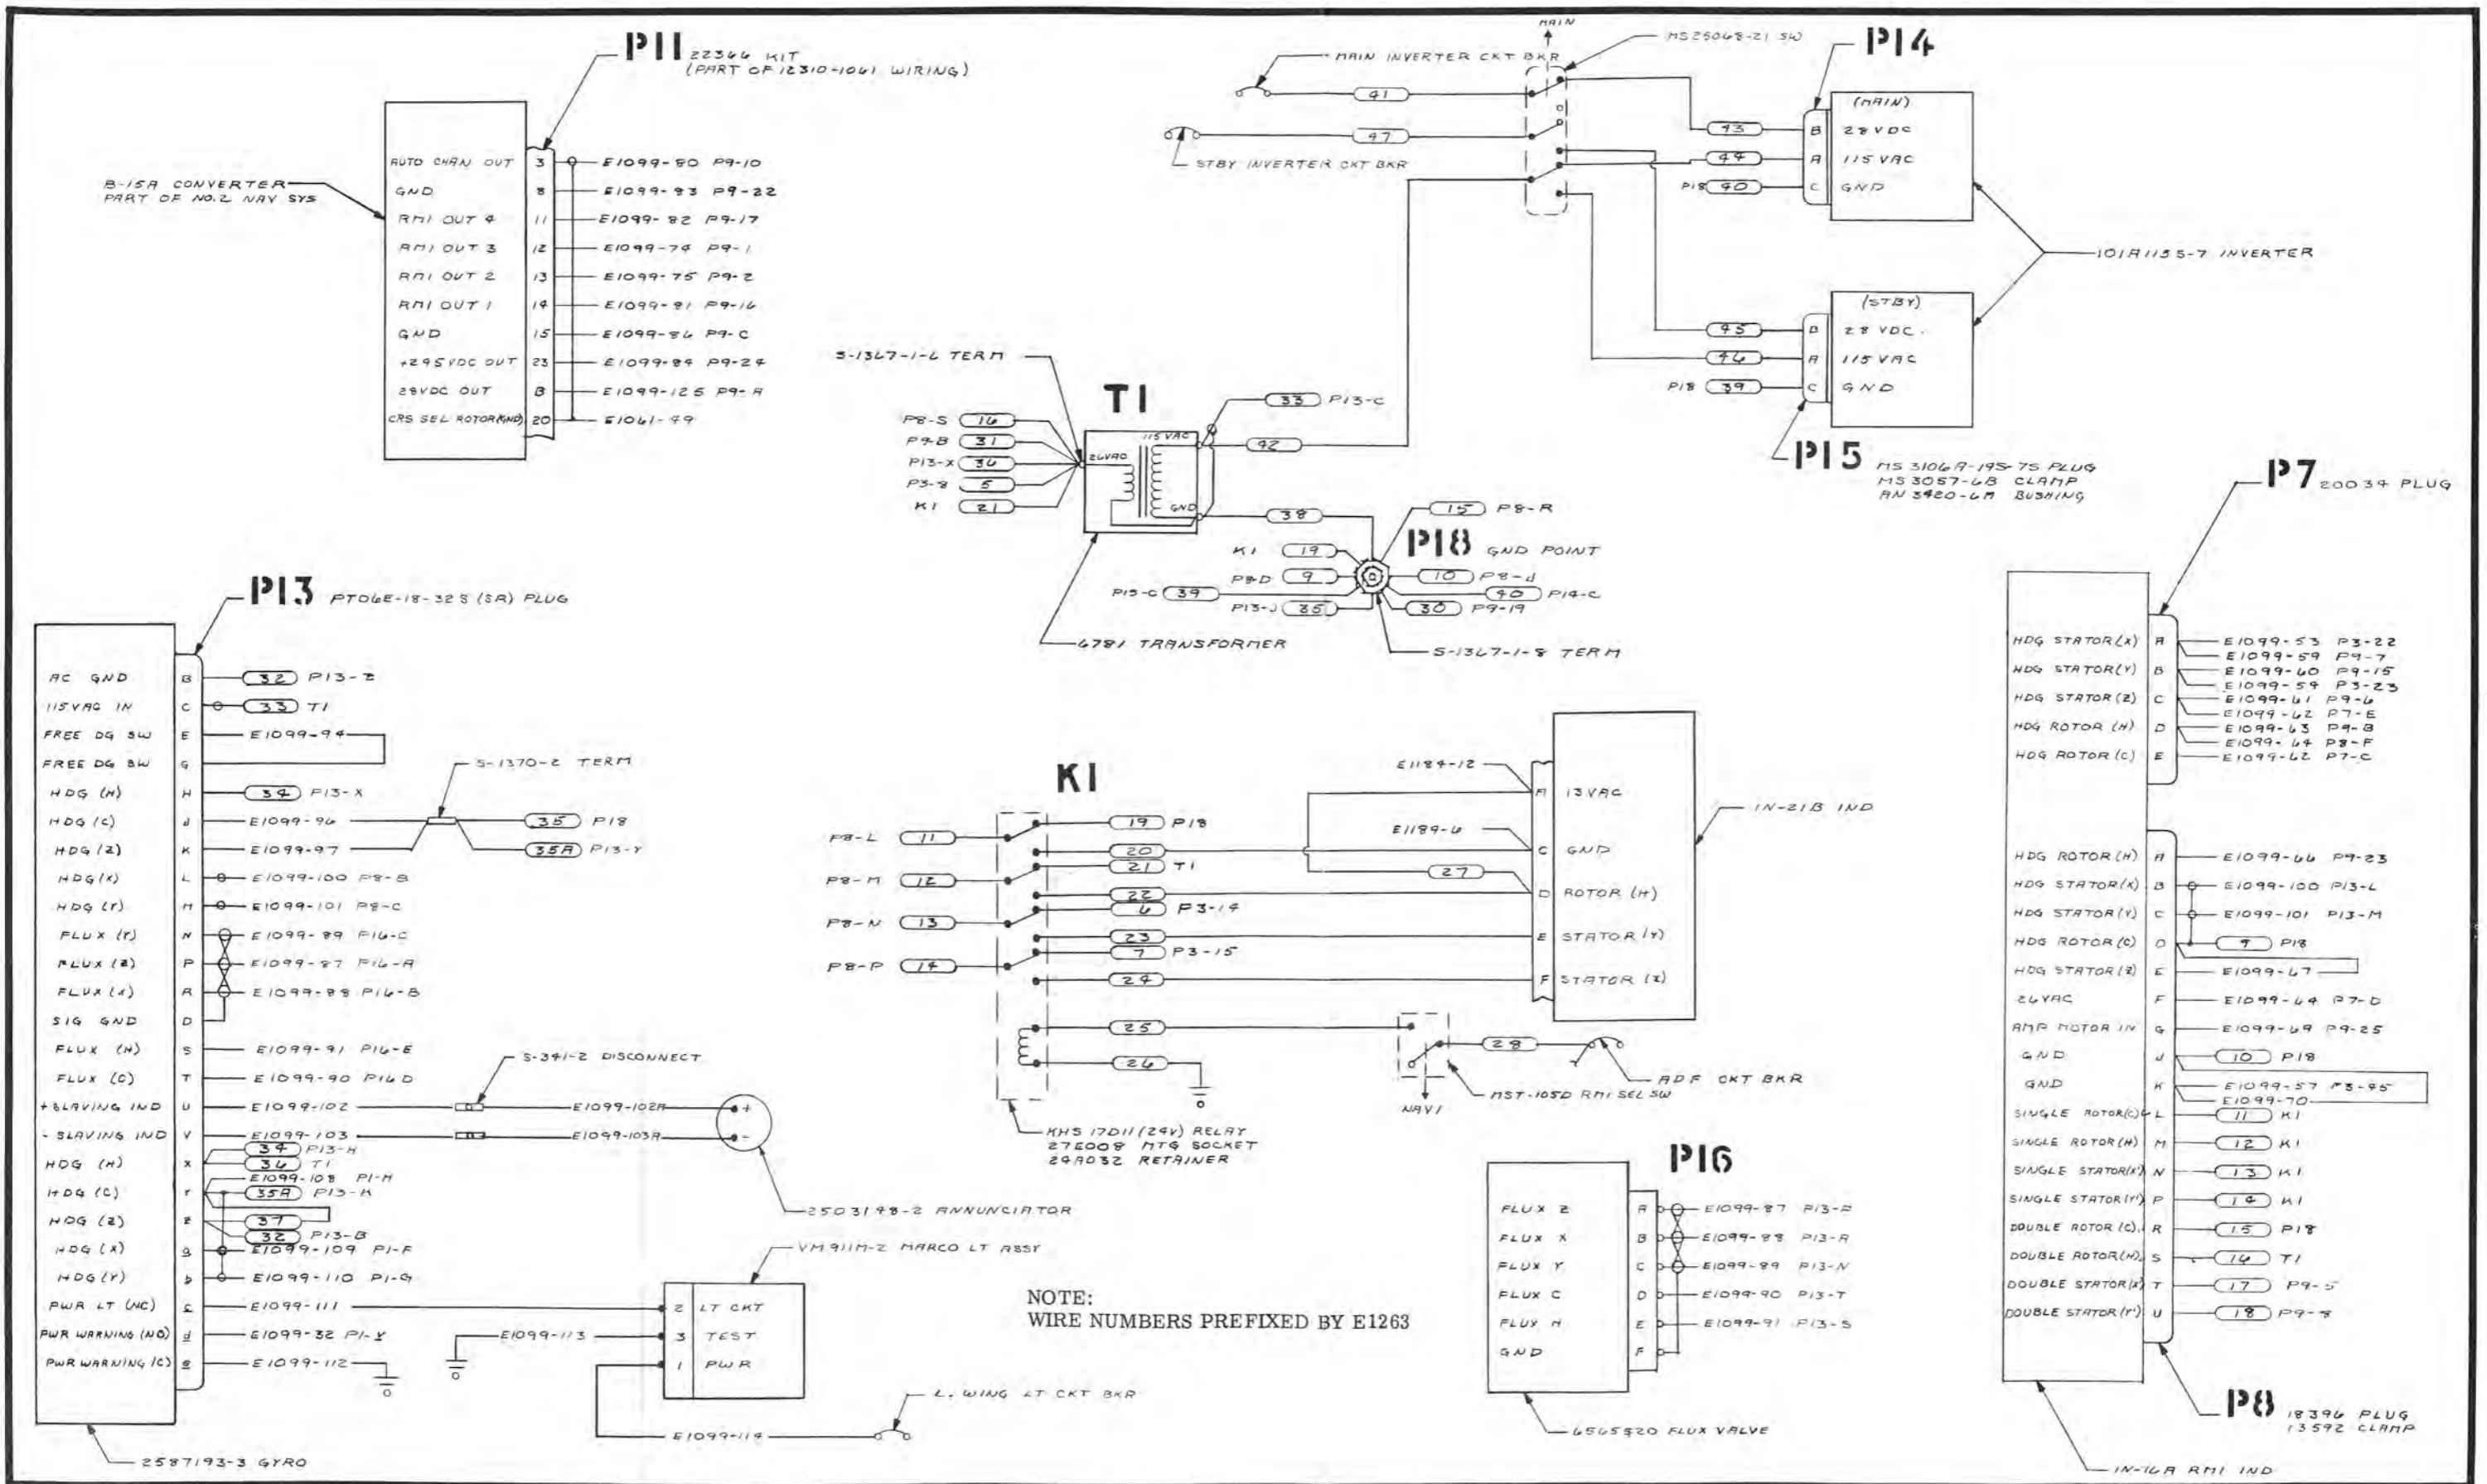 P11 22366 KIT
(PART OF 12310-1061 WIRING)
B-15A CONVERTER
PART OF NO.2 NAV SYS
AUTO CHAN OUT 3 E1099-80 P9-10
GND 8 E1099-83 P9-22
RMI OUT 4 11 E1099-82 P9-17
RMI OUT 3 12 E1099-74 P9-1
RMI OUT 2 13 E1099-75 P9-2
RMI OUT 1 14 E1099-81 P9-16
GND 15 E1099-86 P9-C
23 E1099-84 P9-24
28VDC OUT B E1099-125 P9-A
CRS SEL ROTOR(GND) 20 E1061-49
MAIN
MAIN INVERTER CKT BKR
MS25068-21 SW
41
47
STBY INVERTER CKT BKR
P14
(MAIN)
43 B 28VDC
44 A 115VAC
P18 40 C GND
101A115S-7 INVERTER
(STBY)
45 B 28 VDC
46 A 115VAC
P18 39 C GND
P15 MS 3106A-14S-7S PLUG
MS 3057-6B CLAMP
AN 3420-6M BUSHING
S-1367-1-6 TERM
T1
P8-S 16
P9-B 31
P13-X 36
P3-8 5
K1 21
26VAC
115 VAC
GND
33 P13-C
42
38
6781 TRANSFORMER
15 P8-R
P18 GND POINT
K1 19
P8-D 9
10 P8-J
P15-C 39
40 P14-C
P13-J 35
30 P9-19
S-1367-1-8 TERM
P13 PT06E-18-32S (SR) PLUG
AC GND B 32 P13-Z
115VAC IN C 33 T1
FREE DG SW E E1099-94
FREE DG SW G
HDG (H) H 34 P13-X
HDG (C) J E1099-96
HDG (Z) K E1099-97
S-1370-2 TERM
35 P18
35A P13-Y
HDG(X) L E1099-100 P8-B
HDG (Y) M E1099-101 P8-C
FLUX (Y) N E1099-89 P16-C
FLUX (Z) P E1099-87 P16-A
FLUX (X) R E1099-88 P16-B
SIG GND D
FLUX (H) S E1099-91 P16-E
FLUX (C) T E1099-90 P16 D
S-341-2 DISCONNECT
+ SLAVING IND U E1099-102 E1099-102A +
- SLAVING IND V E1099-103 E1099-103A -
34 P13-H
HDG (H) X 36 T1
E1099-108 P1-H
HDG (C) Y 35A P13-K
HDG (Z) Z 37
32 P13-B
HDG (X) a E1099-109 P1-F
HDG (Y) b E1099-110 P1-G
PWR LT (NC) c E1099-111
PWR WARNING (NO) d E1099-32
PWR WARNING (C) e E1099-112
2587193-3 GYRO
2503198-2 ANNUNCIATOR
VM911M-2 MARCO LT ASSY
2 LT CKT
E1099-113 3 TEST
1 PWR
E1099-114
L. WING LT CKT BKR
K1
P8-L 11
P8-M 12
P8-N 13
P8-P 14
19 P18
20
21 T1
22
6 P3-14
23
7 P3-15
24
25
26
KHS 17D11 (24V) RELAY
27E008 MTG SOCKET
24A032 RETAINER
E1184-12
A 13VAC
E1184-6
C GND
27
D ROTOR (H)
E STATOR (Y)
F STATOR (X)
IN-21B IND
28
ADF CKT BKR
MST-105D RMI SEL SW
NAV1
NOTE:
WIRE NUMBERS PREFIXED BY E1263
P16
FLUX Z A E1099-87 P13-P
FLUX X B E1099-88 P13-R
FLUX Y C E1099-89 P13-N
FLUX C D E1099-90 P13-T
FLUX H E E1099-91 P13-S
GND F
FLUX VALVE
P7 20034 PLUG
HDG STATOR(X) A E1099-53 P3-22
E1099-59 P9-7
HDG STATOR(Y) B E1099-60 P9-15
E1099-54 P3-23
HDG STATOR(Z) C E1099-61 P9-6
E1099-62 P7-E
HDG ROTOR (H) D E1099-63 P9-B
E1099-64 P8-F
HDG ROTOR (C) E E1099-62 P7-C
HDG ROTOR (H) A E1099-66 P9-23
HDG STATOR(X) B E1099-100 P13-L
HDG STATOR(Y) C E1099-101 P13-M
HDG ROTOR (C) D 9 P18
HDG STATOR (Z) E E1099-67
26VAC F E1099-64 P7-D
AMP MOTOR IN G E1099-69 P9-25
GND J 10 P18
GND K E1099-57 P3-45
E1099-70
SINGLE ROTOR(C) L 11 K1
SINGLE ROTOR(H) M 12 K1
SINGLE STATOR(X') N 13 K1
SINGLE STATOR(Y') P 14 K1
DOUBLE ROTOR (C) R 15 P18
DOUBLE ROTOR(H) S 16 T1
DOUBLE STATOR(X') T 17 P9-5
DOUBLE STATOR(Y') U 18 P9-8
P8 18396 PLUG
13592 CLAMP
IN-16A RMI IND